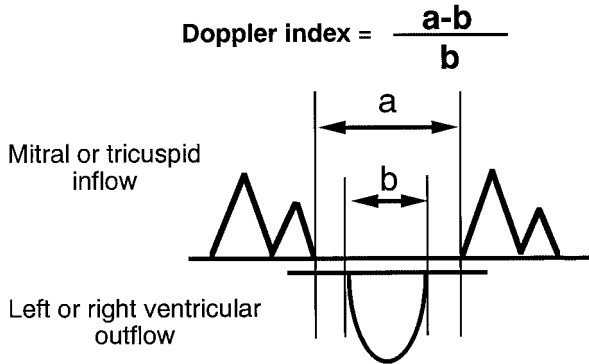 Doppler index = a-b
b
a
Mitral or tricuspid
inflow
b
Left or right ventricular
outflow